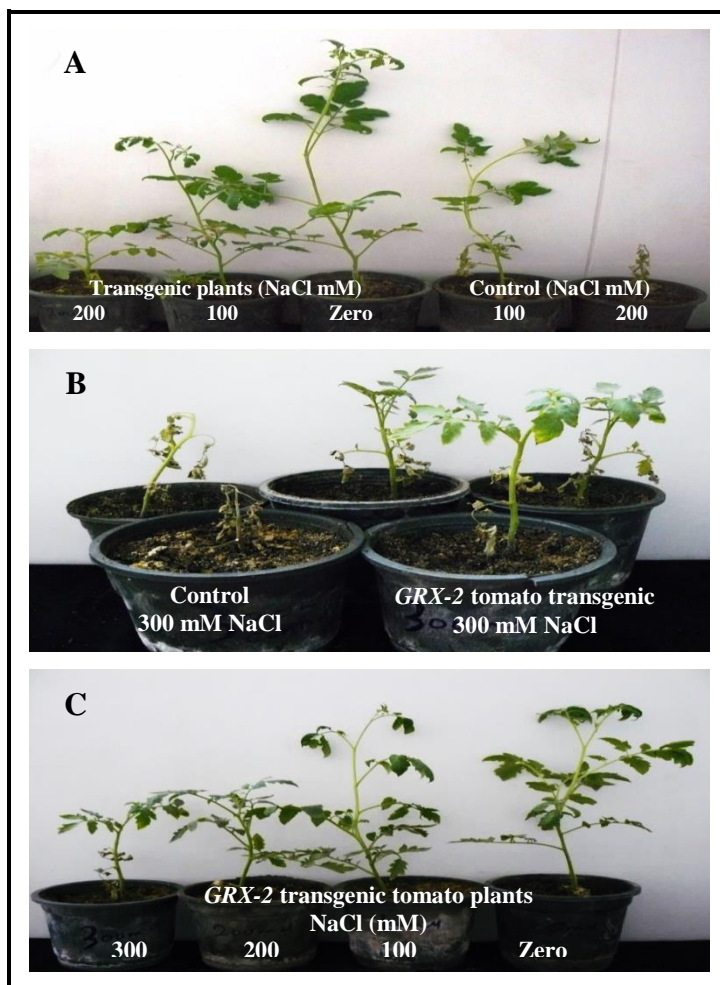 A
Transgenic plants (NaCl mM)
Control (NaCl mM)
200
100
Zero
100
200
B
Control
300 mM NaCl
GRX-2 tomato transgenic
300 mM NaCl
C
GRX-2 transgenic tomato plants
NaCl (mM)
300
200
100
Zero